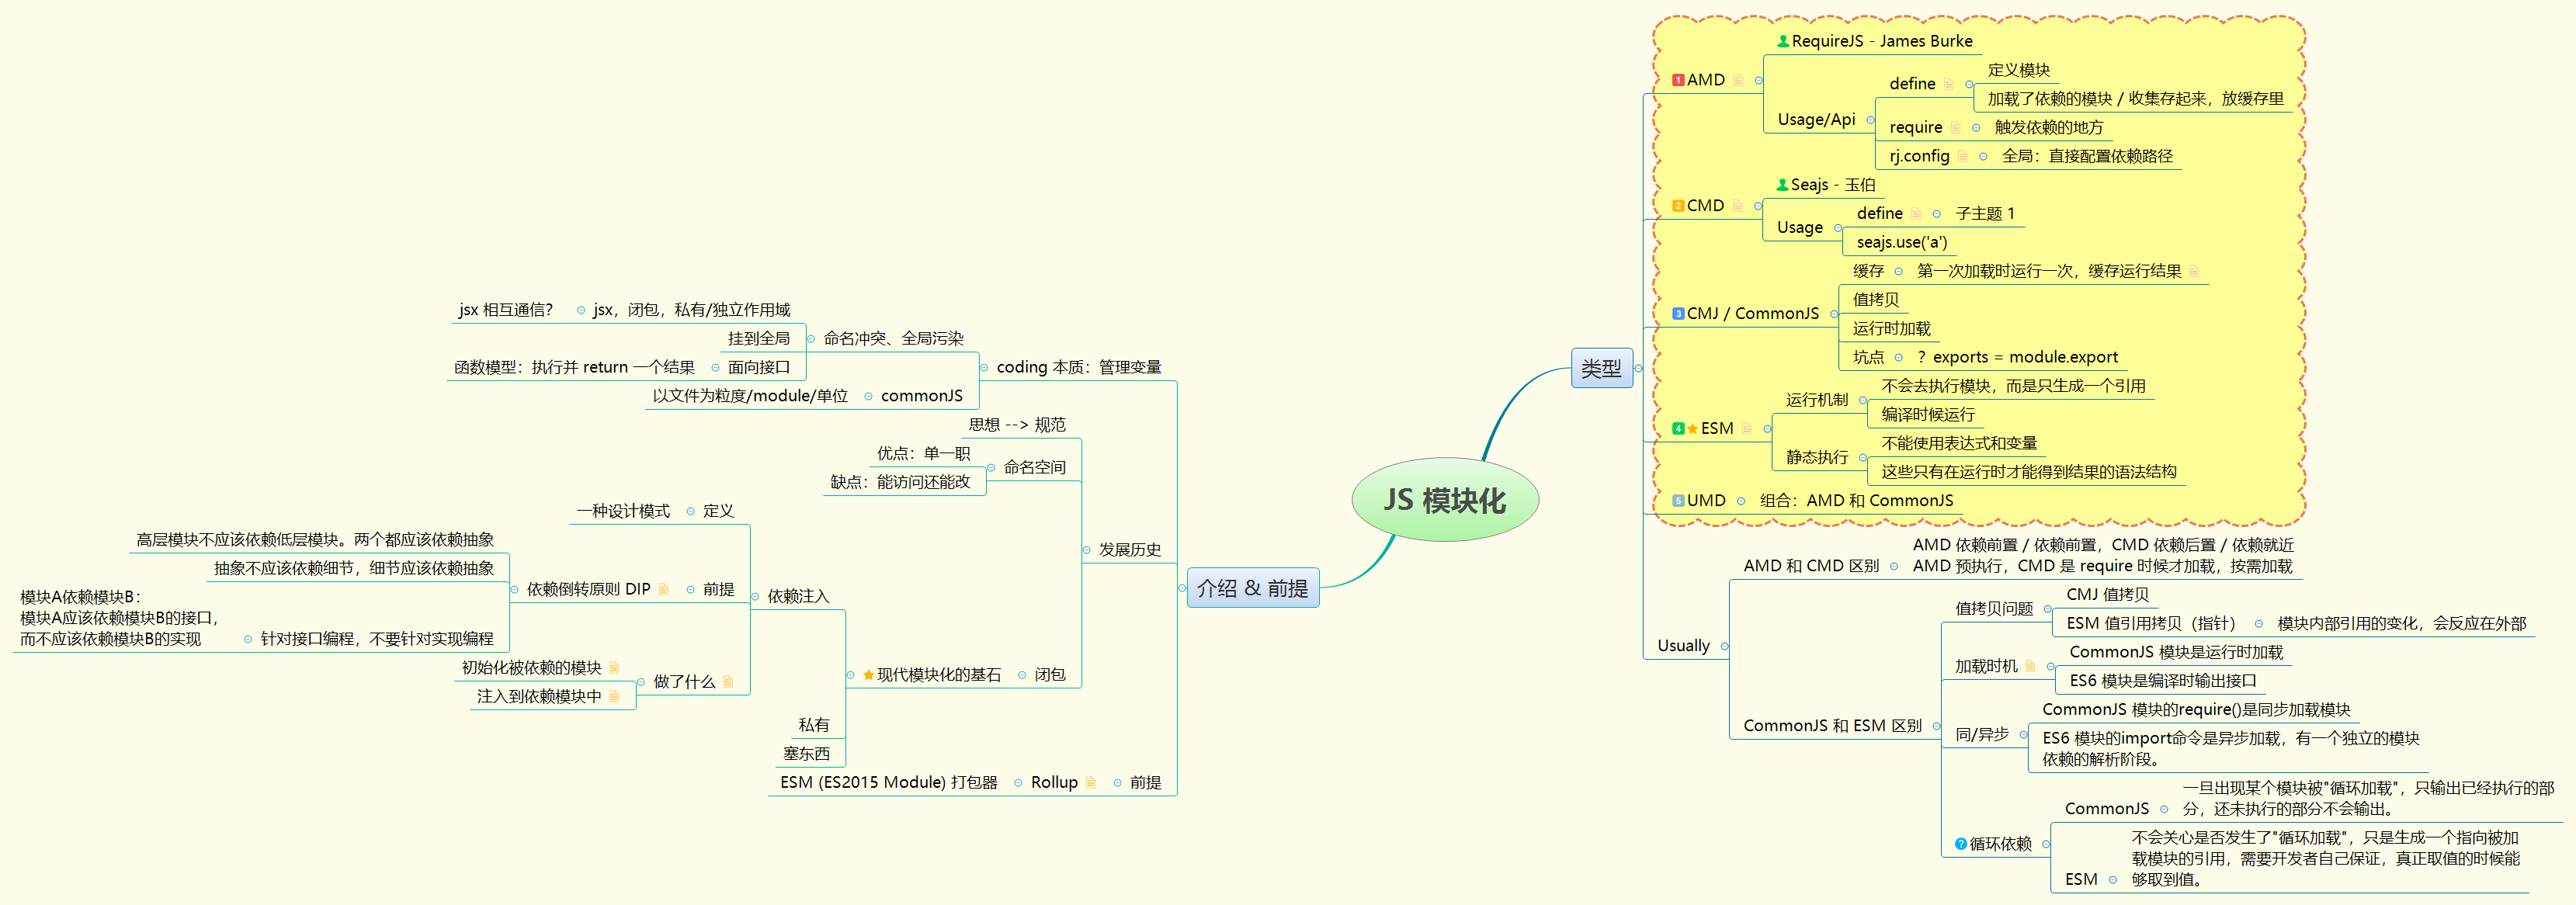 JS 模块化
类型
1 AMD
RequireJS - James Burke
Usage/Api
define
定义模块
加载了依赖的模块 / 收集存起来，放缓存里
require
触发依赖的地方
rj.config
全局：直接配置依赖路径
2 CMD
Seajs - 玉伯
Usage
define
子主题 1
seajs.use('a')
3 CMJ / CommonJS
缓存
第一次加载时运行一次，缓存运行结果
值拷贝
运行时加载
坑点
？exports = module.export
4 ESM
运行机制
不会去执行模块，而是只生成一个引用
编译时候运行
静态执行
不能使用表达式和变量
这些只有在运行时才能得到结果的语法结构
5 UMD
组合：AMD 和 CommonJS
Usually
AMD 和 CMD 区别
AMD 依赖前置 / 依赖前置，CMD 依赖后置 / 依赖就近
AMD 预执行，CMD 是 require 时候才加载，按需加载
CommonJS 和 ESM 区别
值拷贝问题
CMJ 值拷贝
ESM 值引用拷贝（指针）
模块内部引用的变化，会反应在外部
加载时机
CommonJS 模块是运行时加载
ES6 模块是编译时输出接口
同/异步
CommonJS 模块的require()是同步加载模块
ES6 模块的import命令是异步加载，有一个独立的模块
依赖的解析阶段。
? 循环依赖
CommonJS
一旦出现某个模块被"循环加载"，只输出已经执行的部
分，还未执行的部分不会输出。
ESM
不会关心是否发生了"循环加载"，只是生成一个指向被加
载模块的引用，需要开发者自己保证，真正取值的时候能
够取到值。
介绍 & 前提
coding 本质：管理变量
命名冲突、全局污染
jsx，闭包，私有/独立作用域
jsx 相互通信？
挂到全局
面向接口
函数模型：执行并 return 一个结果
commonJS
以文件为粒度/module/单位
发展历史
思想 --> 规范
命名空间
优点：单一职
缺点：能访问还能改
闭包
现代模块化的基石
依赖注入
定义
一种设计模式
前提
依赖倒转原则 DIP
高层模块不应该依赖低层模块。两个都应该依赖抽象
抽象不应该依赖细节，细节应该依赖抽象
针对接口编程，不要针对实现编程
模块A依赖模块B：
模块A应该依赖模块B的接口，
而不应该依赖模块B的实现
做了什么
初始化被依赖的模块
注入到依赖模块中
私有
塞东西
前提
Rollup
ESM (ES2015 Module) 打包器